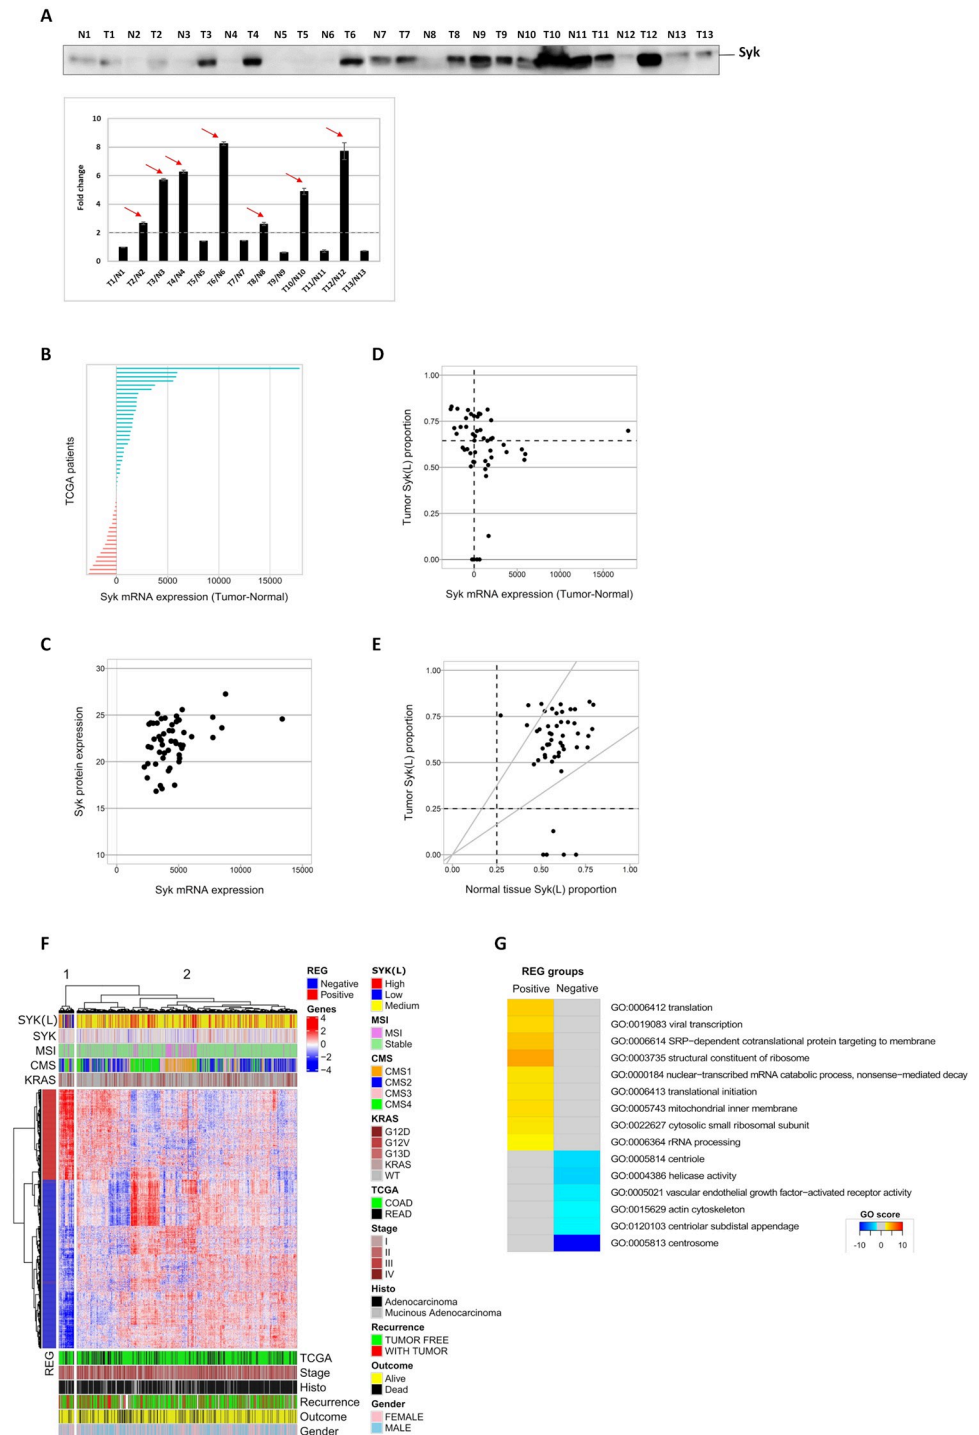 A
N1 T1 N2 T2 N3 T3 N4 T4 N5 T5 N6 T6 N7 T7 N8 T8 N9 T9 N10 T10 N11 T11 N12 T12 N13 T13
Syk
Fold change
10
8
6
4
2
0
T1/N1 T2/N2 T3/N3 T4/N4 T5/N5 T6/N6 T7/N7 T8/N8 T9/N9 T10/N10 T11/N11 T12/N12 T13/N13
B
TCGA patients
0 5000 10000 15000
Syk mRNA expression (Tumor-Normal)
D
Tumor Syk(L) proportion
1.00
0.75
0.50
0.25
0.00
0 5000 10000 15000
Syk mRNA expression (Tumor-Normal)
C
Syk protein expression
30
25
20
15
10
0 5000 10000 15000
Syk mRNA expression
E
Tumor Syk(L) proportion
1.00
0.75
0.50
0.25
0.00
0.00 0.25 0.50 0.75 1.00
Normal tissue Syk(L) proportion
F
1 2
SYK(L)
SYK
MSI
CMS
KRAS
REG
TCGA
Stage
Histo
Recurrence
Outcome
Gender
REG
Negative
Positive
Genes
4
2
0
−2
−4
SYK(L)
High
Low
Medium
MSI
MSI
Stable
CMS
CMS1
CMS2
CMS3
CMS4
KRAS
G12D
G12V
G13D
KRAS
WT
TCGA
COAD
READ
Stage
I
II
III
IV
Histo
Adenocarcinoma
Mucinous Adenocarcinoma
Recurrence
TUMOR FREE
WITH TUMOR
Outcome
Alive
Dead
Gender
FEMALE
MALE
G
REG groups
Positive Negative
GO:0006412 translation
GO:0019083 viral transcription
GO:0006614 SRP−dependent cotranslational protein targeting to membrane
GO:0003735 structural constituent of ribosome
GO:0000184 nuclear−transcribed mRNA catabolic process, nonsense−mediated decay
GO:0006413 translational initiation
GO:0005743 mitochondrial inner membrane
GO:0022627 cytosolic small ribosomal subunit
GO:0006364 rRNA processing
GO:0005814 centriole
GO:0004386 helicase activity
GO:0005021 vascular endothelial growth factor−activated receptor activity
GO:0015629 actin cytoskeleton
GO:0120103 centriolar subdistal appendage
GO:0005813 centrosome
GO score
-10 0 10